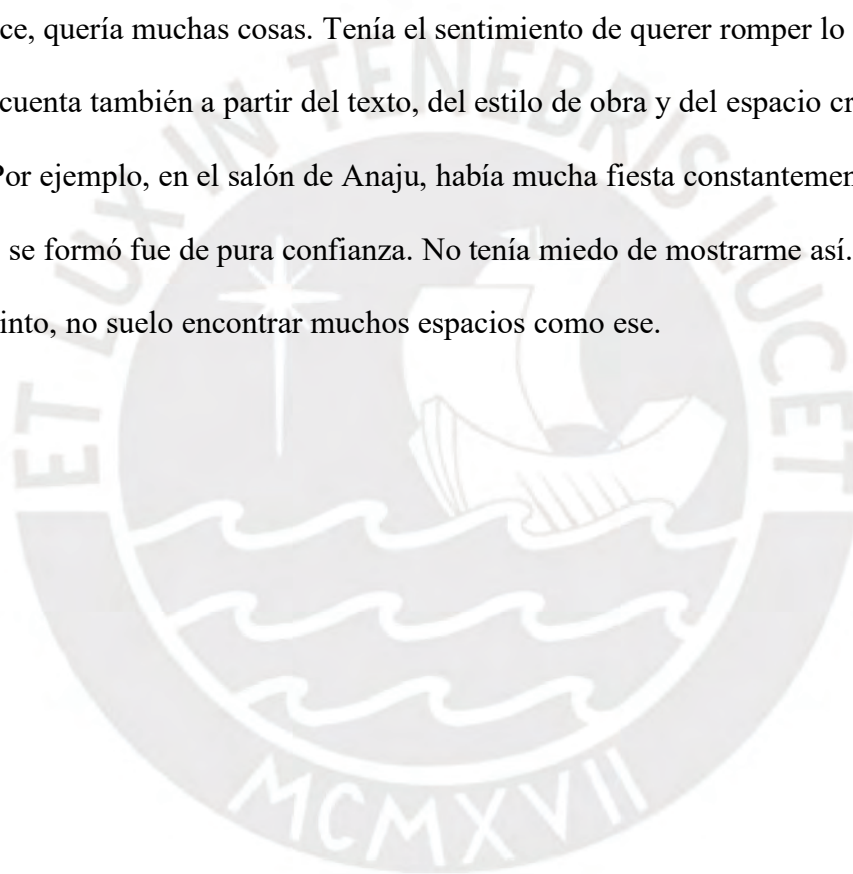 ce, quería muchas cosas. Tenía el sentimiento de querer romper lo
cuenta también a partir del texto, del estilo de obra y del espacio cr
Por ejemplo, en el salón de Anaju, había mucha fiesta constantemen
se formó fue de pura confianza. No tenía miedo de mostrarme así.
into, no suelo encontrar muchos espacios como ese.
ET LUX IN TENEBRIS LUCET
MCMXVII